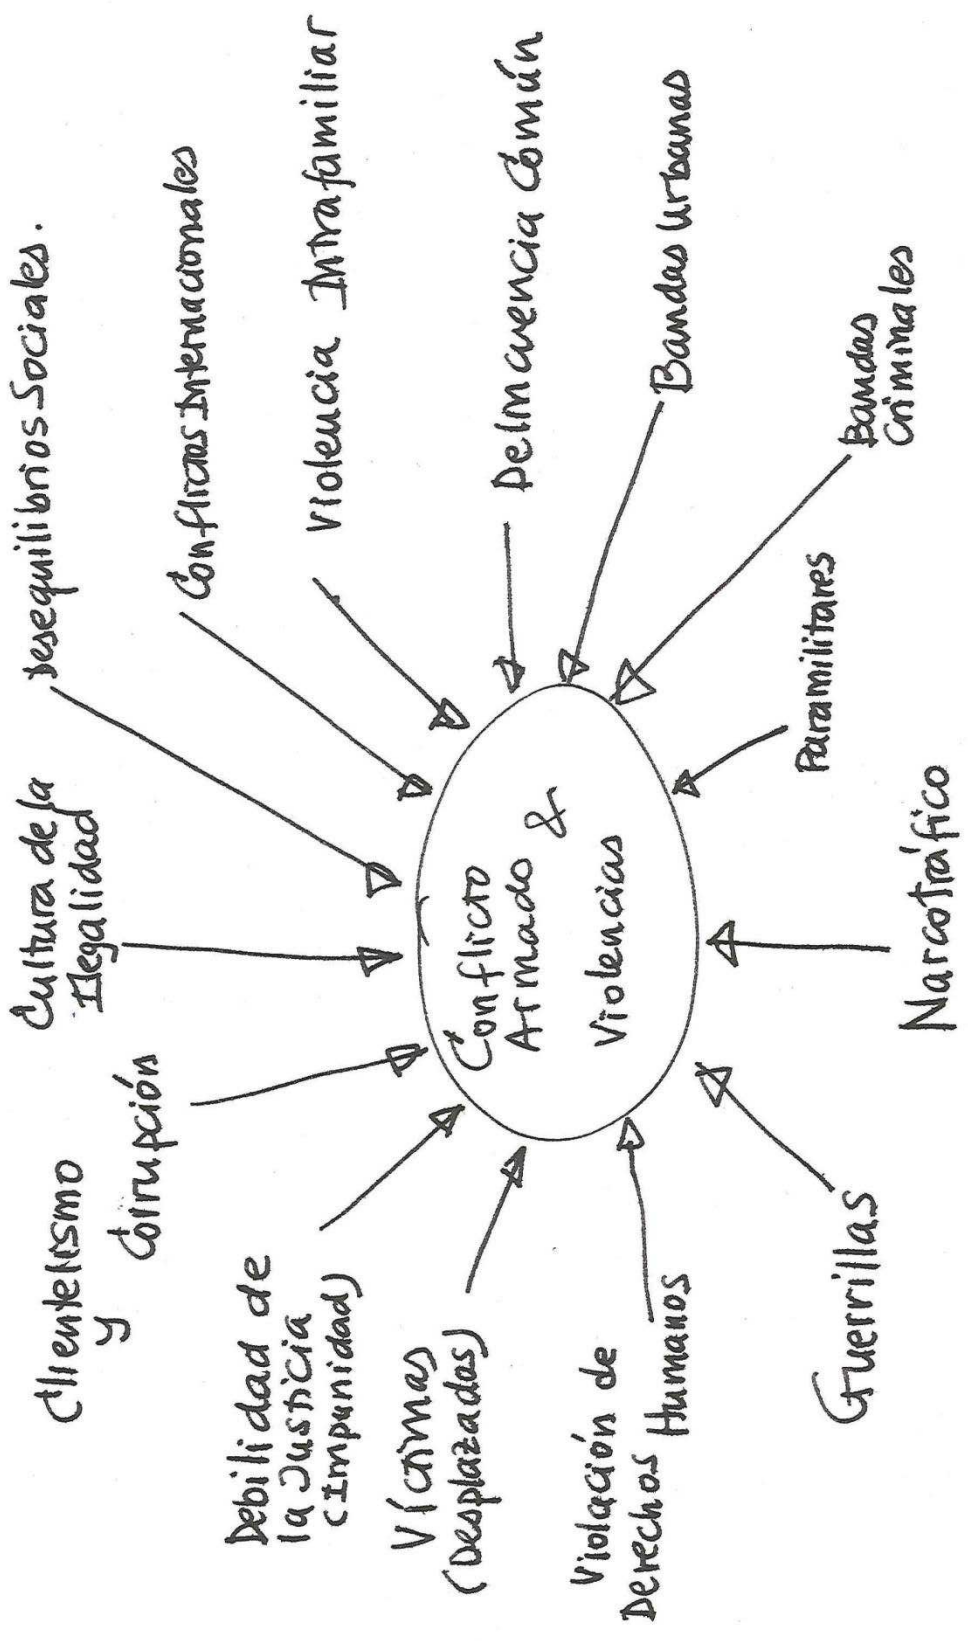 Clientelismo
y
Corrupción
Cultura de la
Ilegalidad
Desequilibrios Sociales.
Conflictos Internacionales
Violencia Intrafamiliar
Delincuencia Común
Bandas Urbanas
Bandas
Criminales
Paramilitares
Narcotráfico
Guerrillas
Violación de
Derechos Humanos
Víctimas
(Desplazados)
Debilidad de
la Justicia
(Impunidad)
Conflicto
Armado &
Violencias